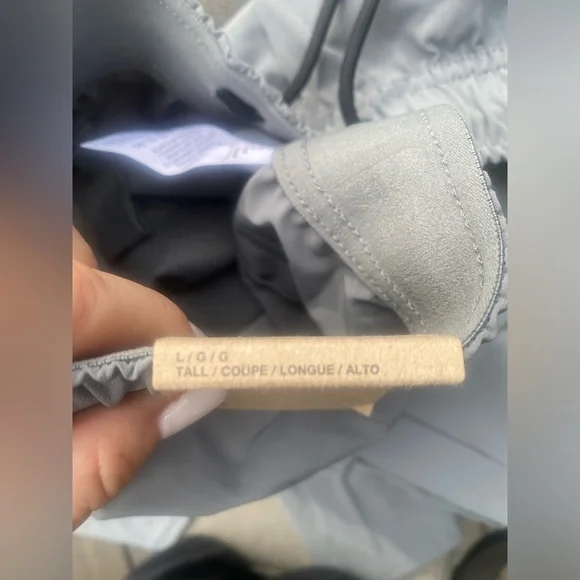 L / G / G
TALL / COUPE / LONGUE / ALTO